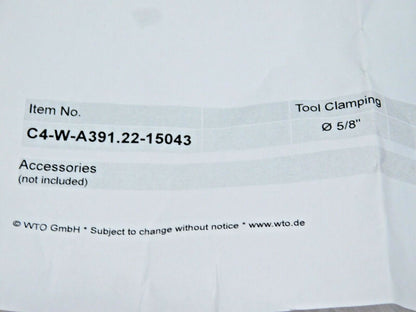 Item No. Tool Clamping
C4-W-A391.22-15043 Ø 5/8"
Accessories
(not included)
© WTO GmbH * Subject to change without notice * www.wto.de